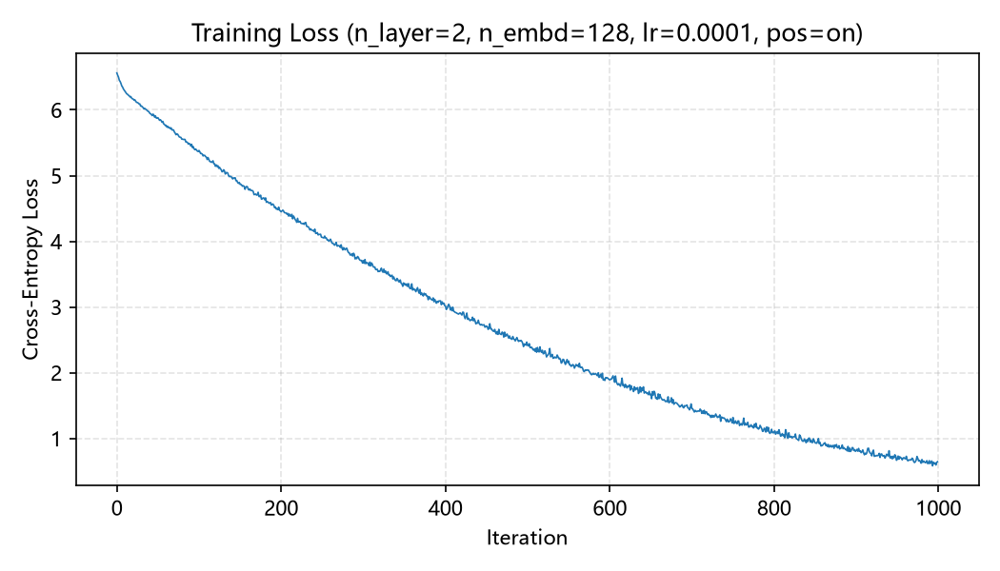 Training Loss (n_layer=2, n_embd=128, lr=0.0001, pos=on)
6
5
4
3
2
1
Cross-Entropy Loss
0 200 400 600 800 1000
Iteration